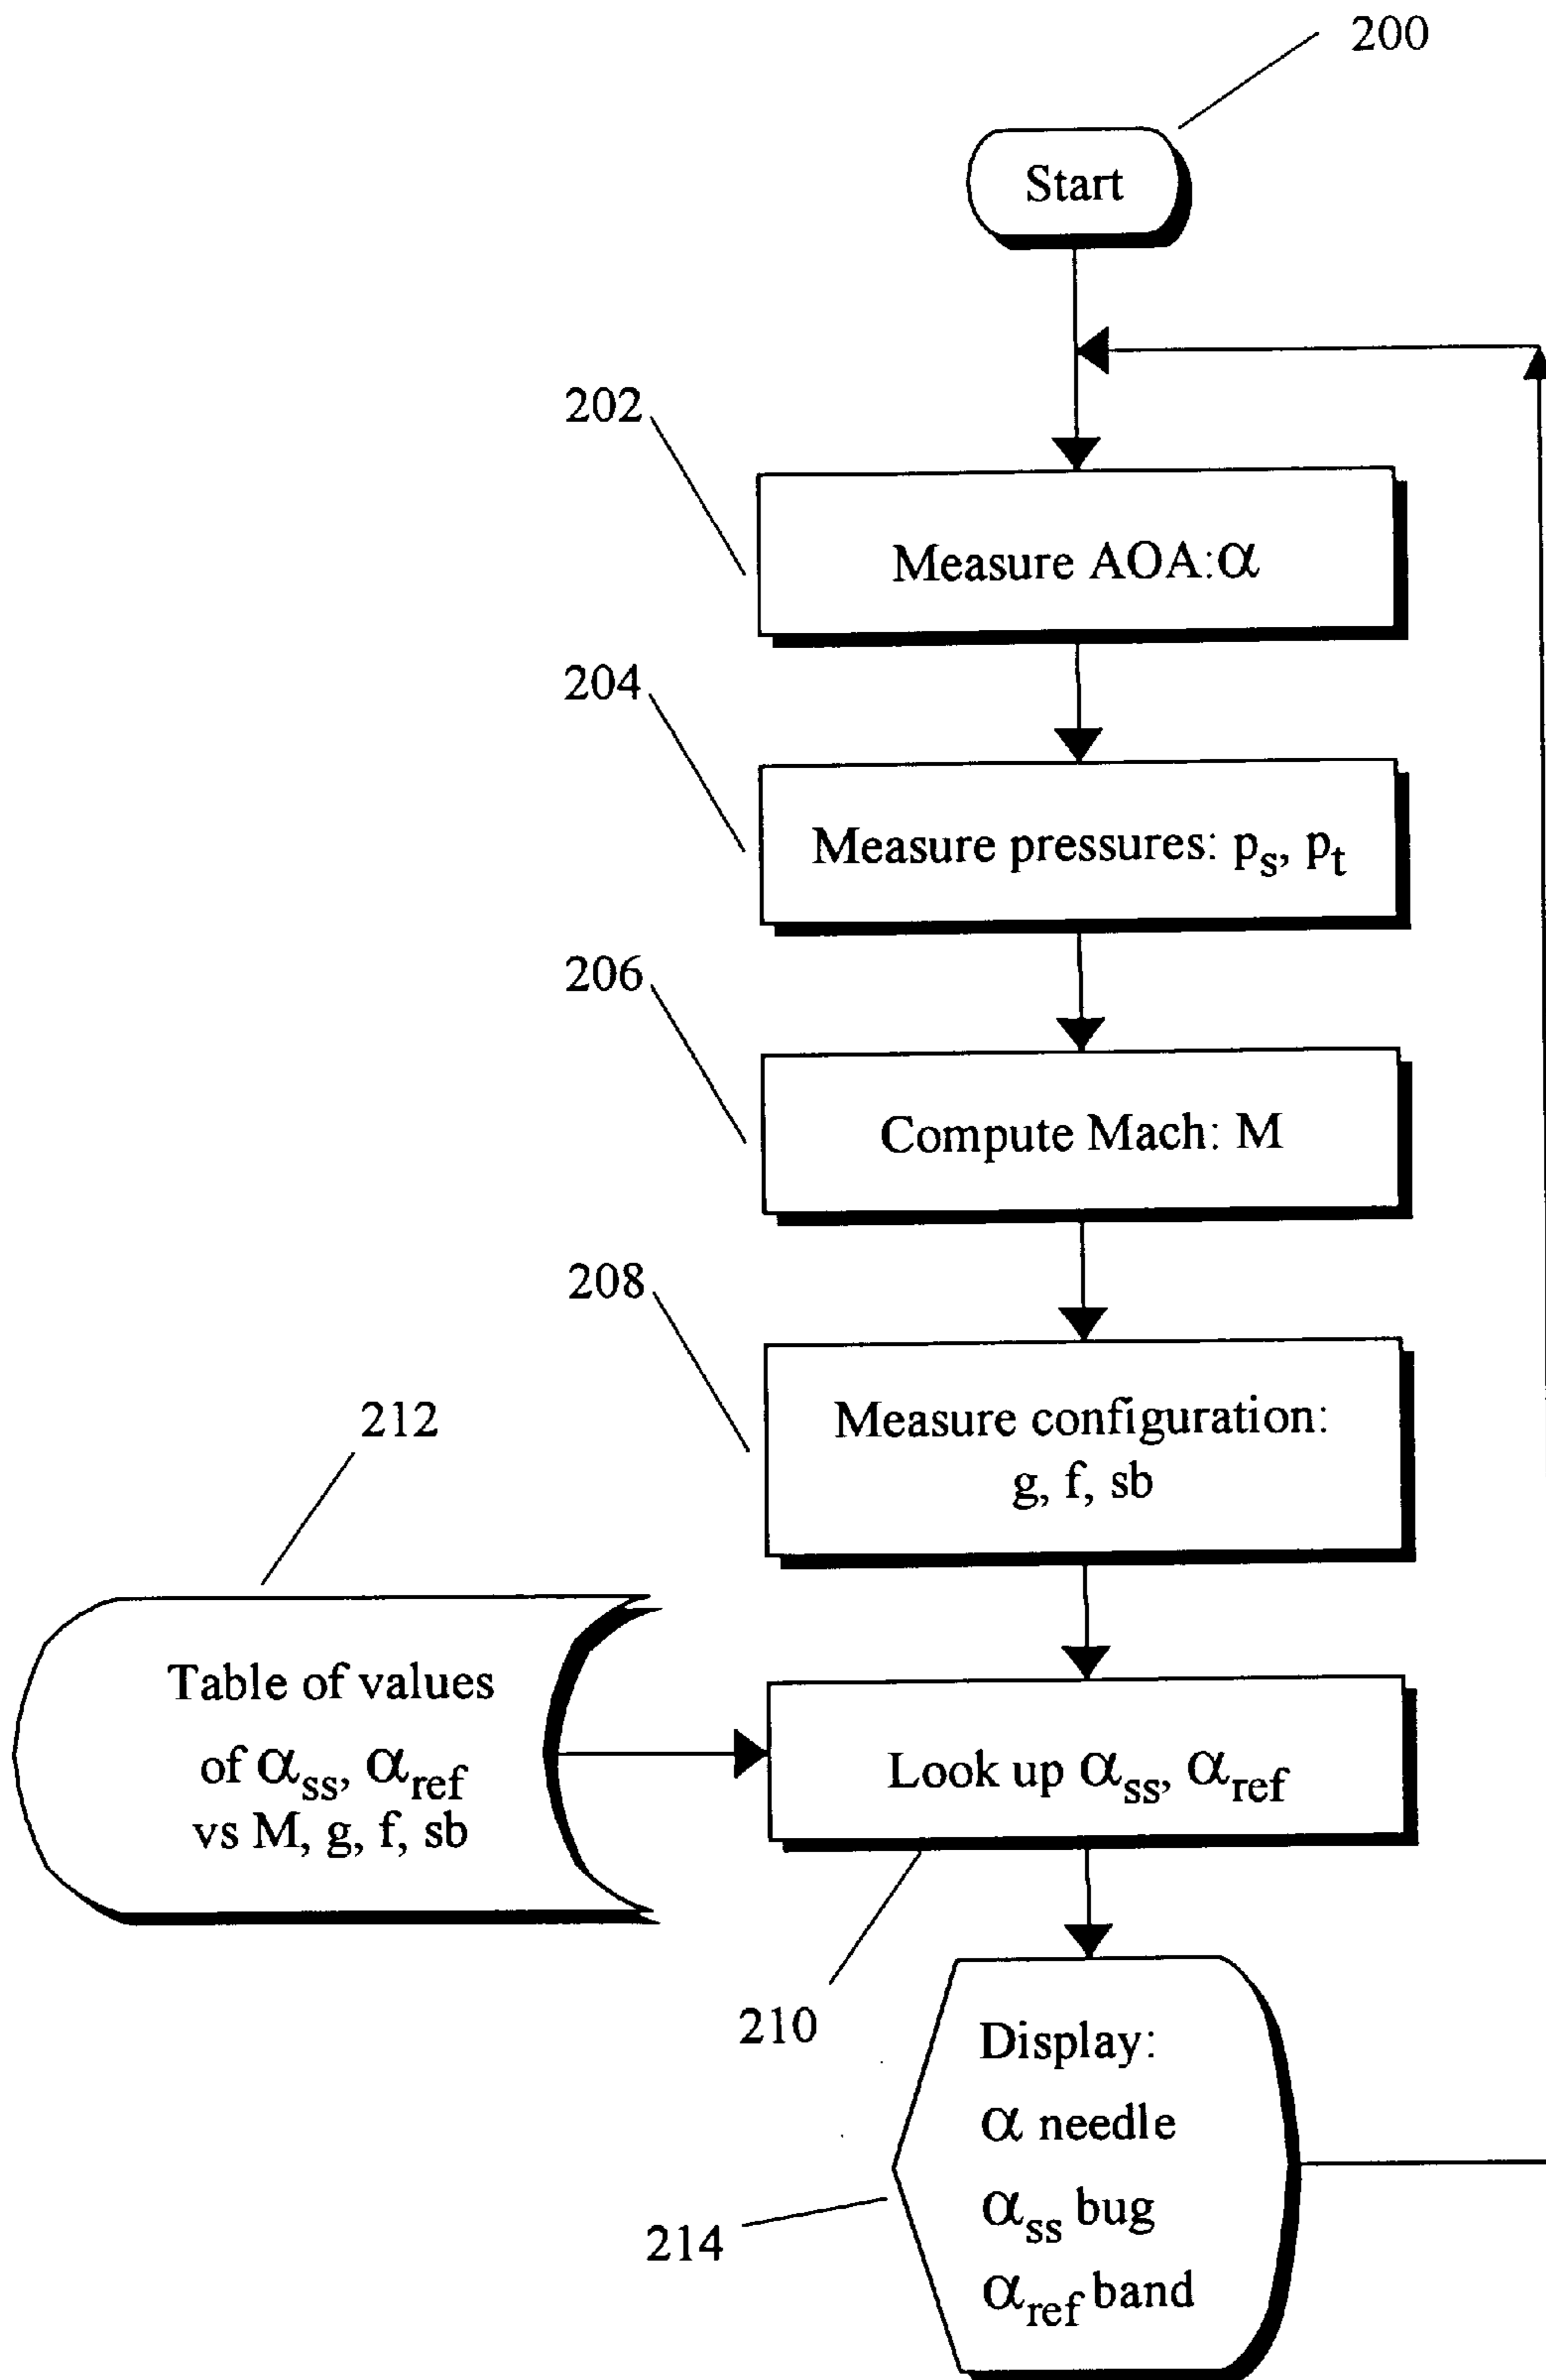 200
Start
202
Measure AOA:α
204
Measure pressures: pₛ, pₜ
206
Compute Mach: M
208
Measure configuration:
g, f, sb
212
Table of values
of αss, αref
vs M, g, f, sb
Look up αss, αref
210
Display:
α needle
αss bug
αref band
214